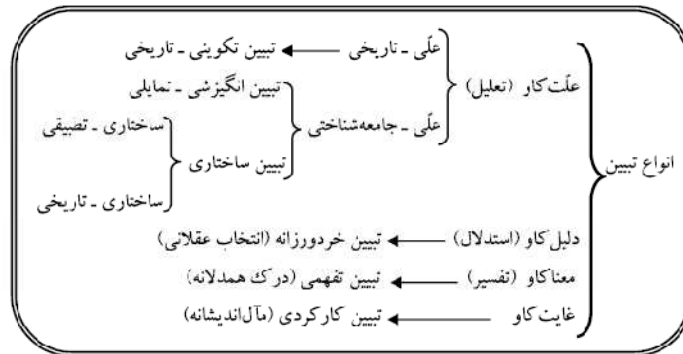 علّی ـ تاریخی ← تبیین تکوینی ـ تاریخی
علّت‌کاو (تعلیل)
تبیین انگیزشی ـ تمایلی
علّی ـ جامعه‌شناختی
ساختاری ـ تضیقی
تبیین ساختاری
انواع تبیین
ساختاری ـ تاریخی
دلیل‌کاو (استدلال) ← تبیین خردورزانه (انتخاب عقلانی)
معناکاو (تفسیر) ← تبیین تفهمی (درک همدلانه)
غایت‌کاو ← تبیین کارکردی (مآل‌اندیشانه)